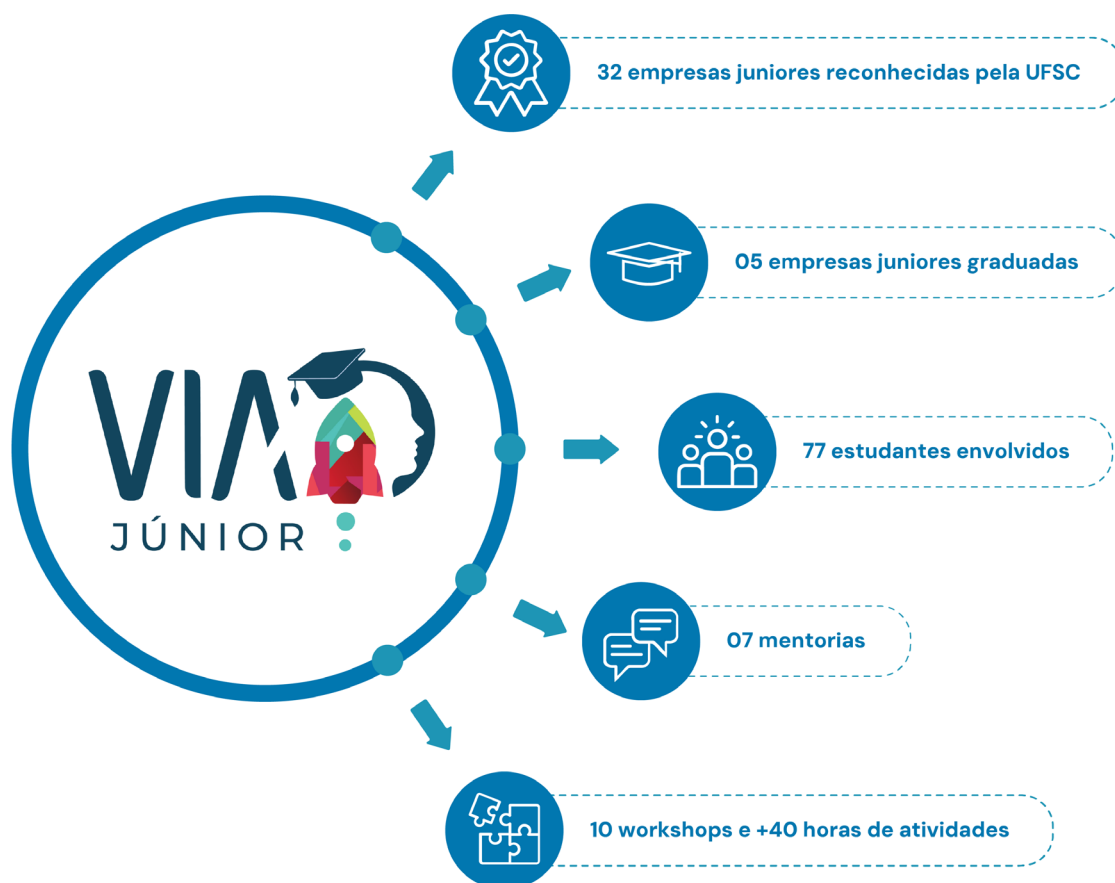 32 empresas juniores reconhecidas pela UFSC
05 empresas juniores graduadas
VIA
JÚNIOR
77 estudantes envolvidos
07 mentorias
10 workshops e +40 horas de atividades